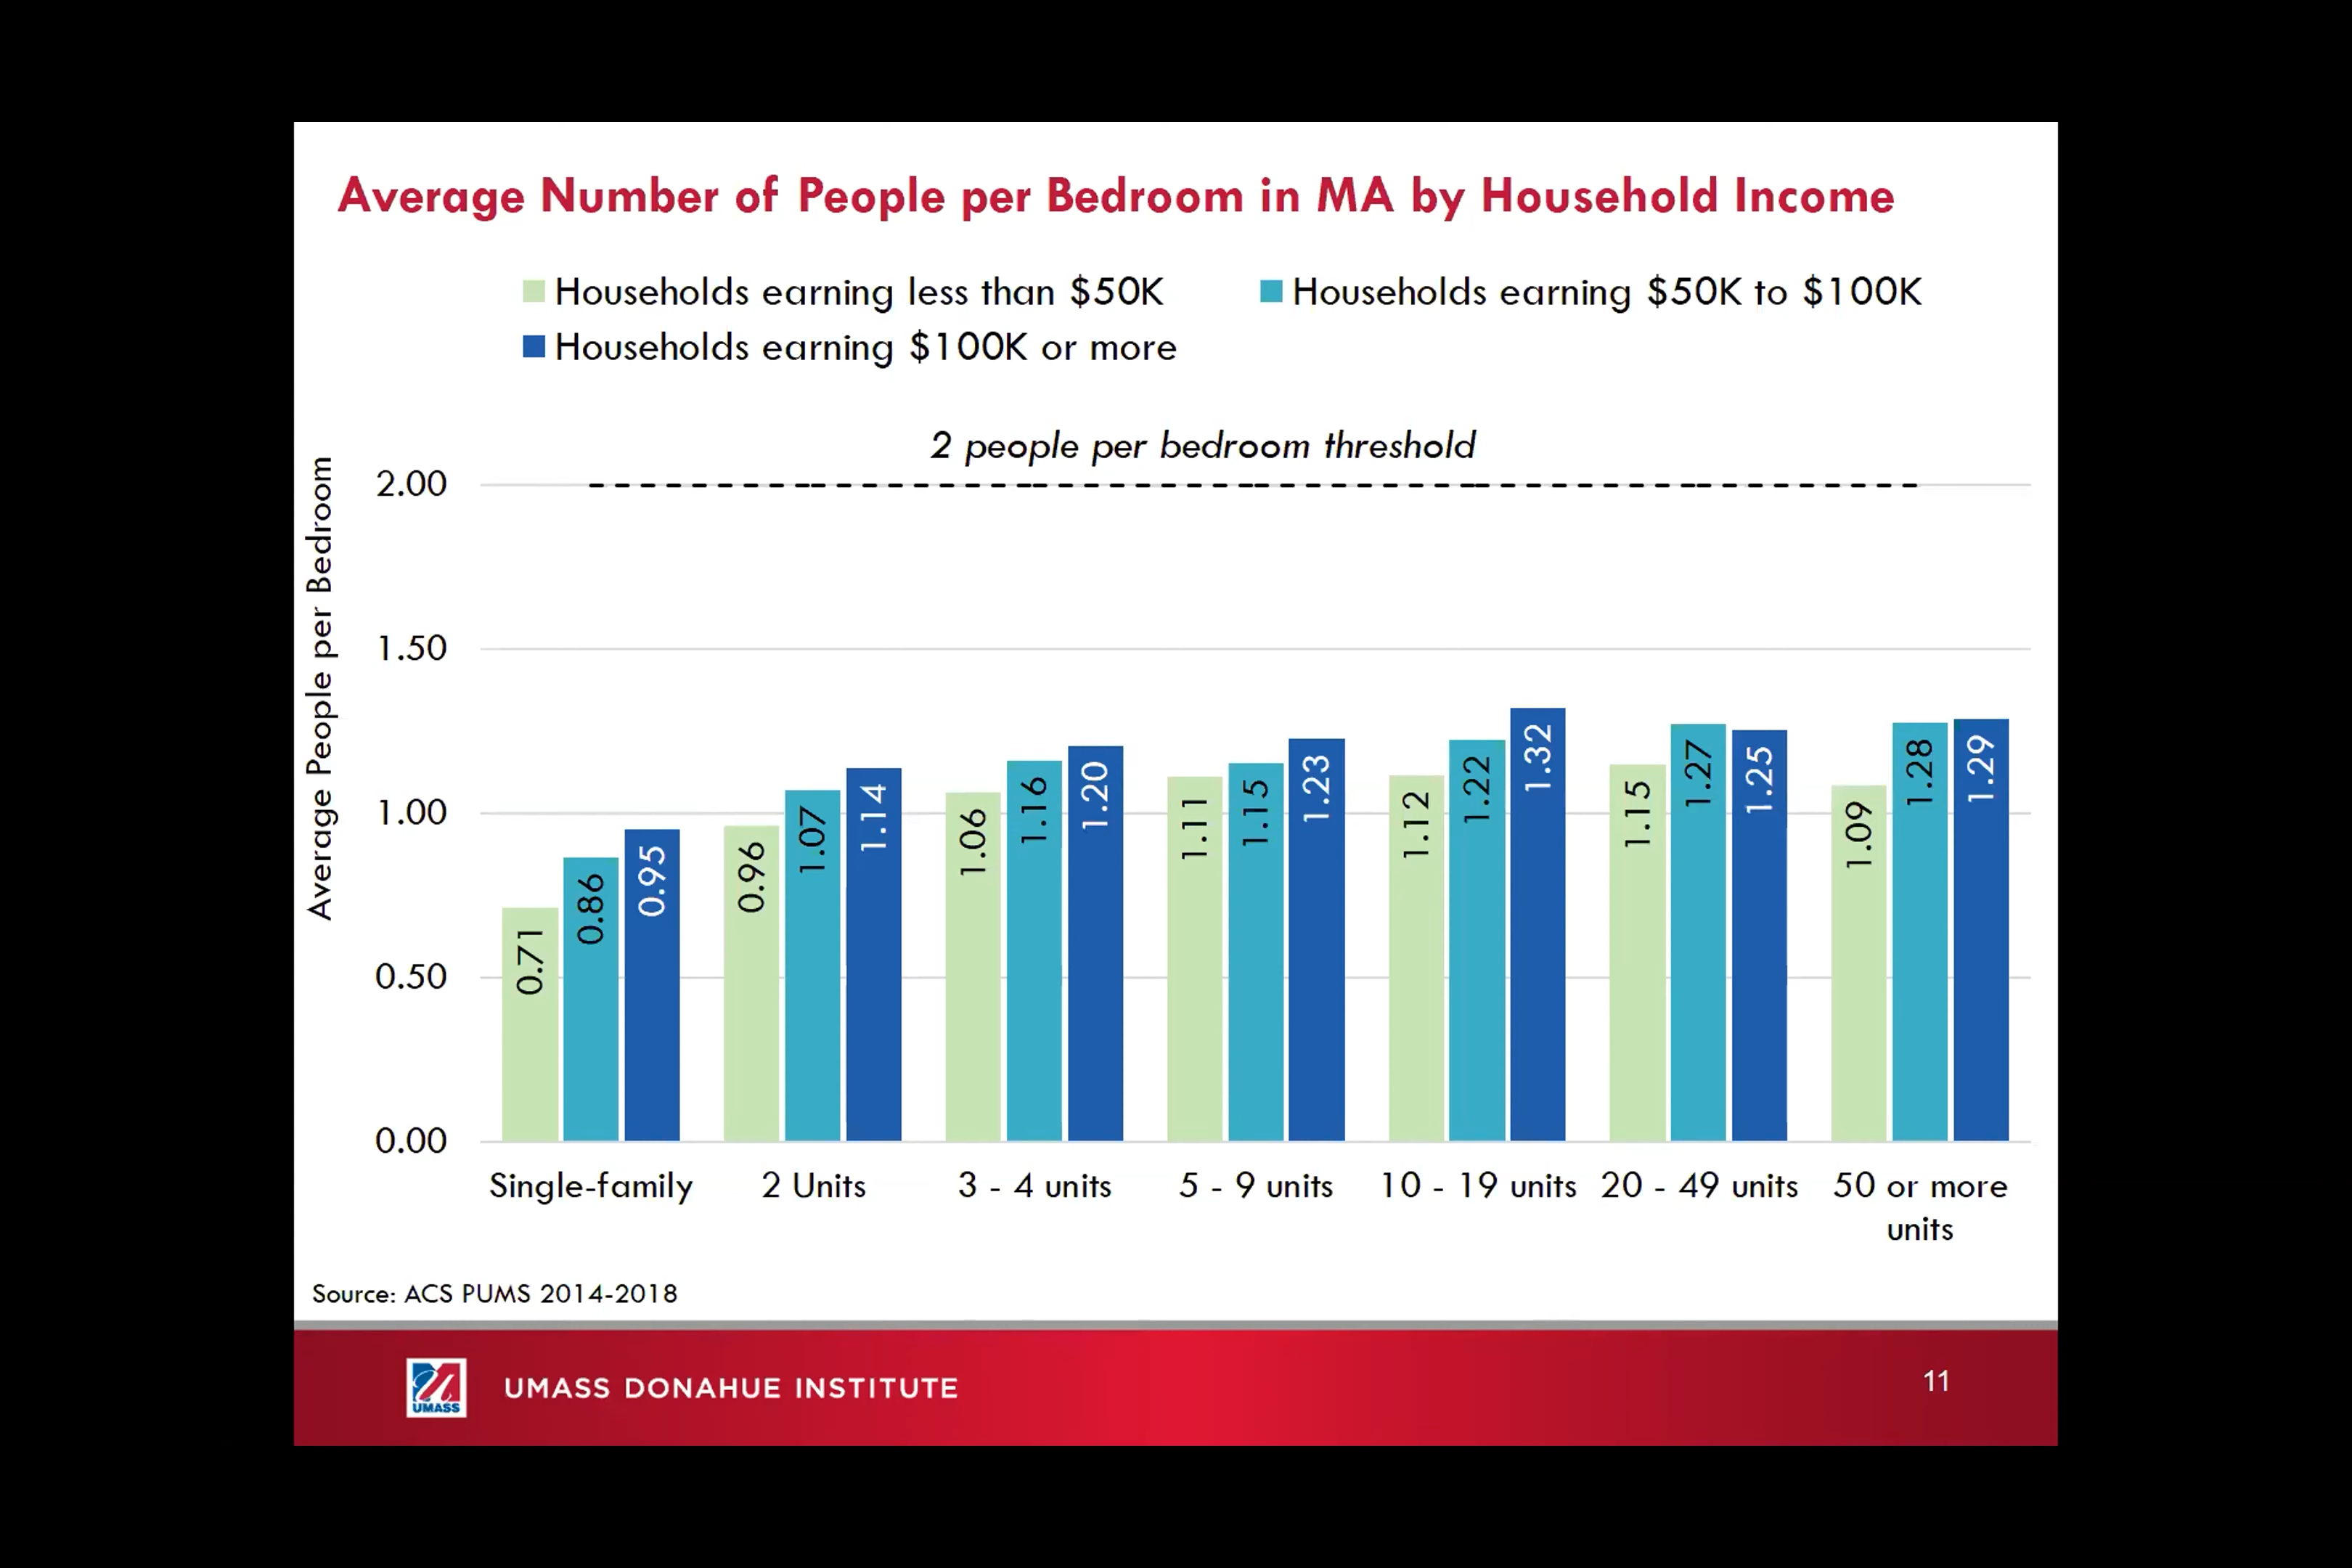 Average Number of People per Bedroom in MA by Household Income
Households earning less than $50K
Households earning $50K to $100K
Households earning $100K or more
2 people per bedroom threshold
Average People per Bedroom
2.00
1.50
1.00
0.50
0.00
0.71
0.86
0.95
0.96
1.07
1.14
1.06
1.16
1.20
1.11
1.15
1.23
1.12
1.22
1.32
1.15
1.27
1.25
1.09
1.28
1.29
Single-family
2 Units
3 - 4 units
5 - 9 units
10 - 19 units
20 - 49 units
50 or more
units
Source: ACS PUMS 2014-2018
UMASS
UMASS DONAHUE INSTITUTE
11